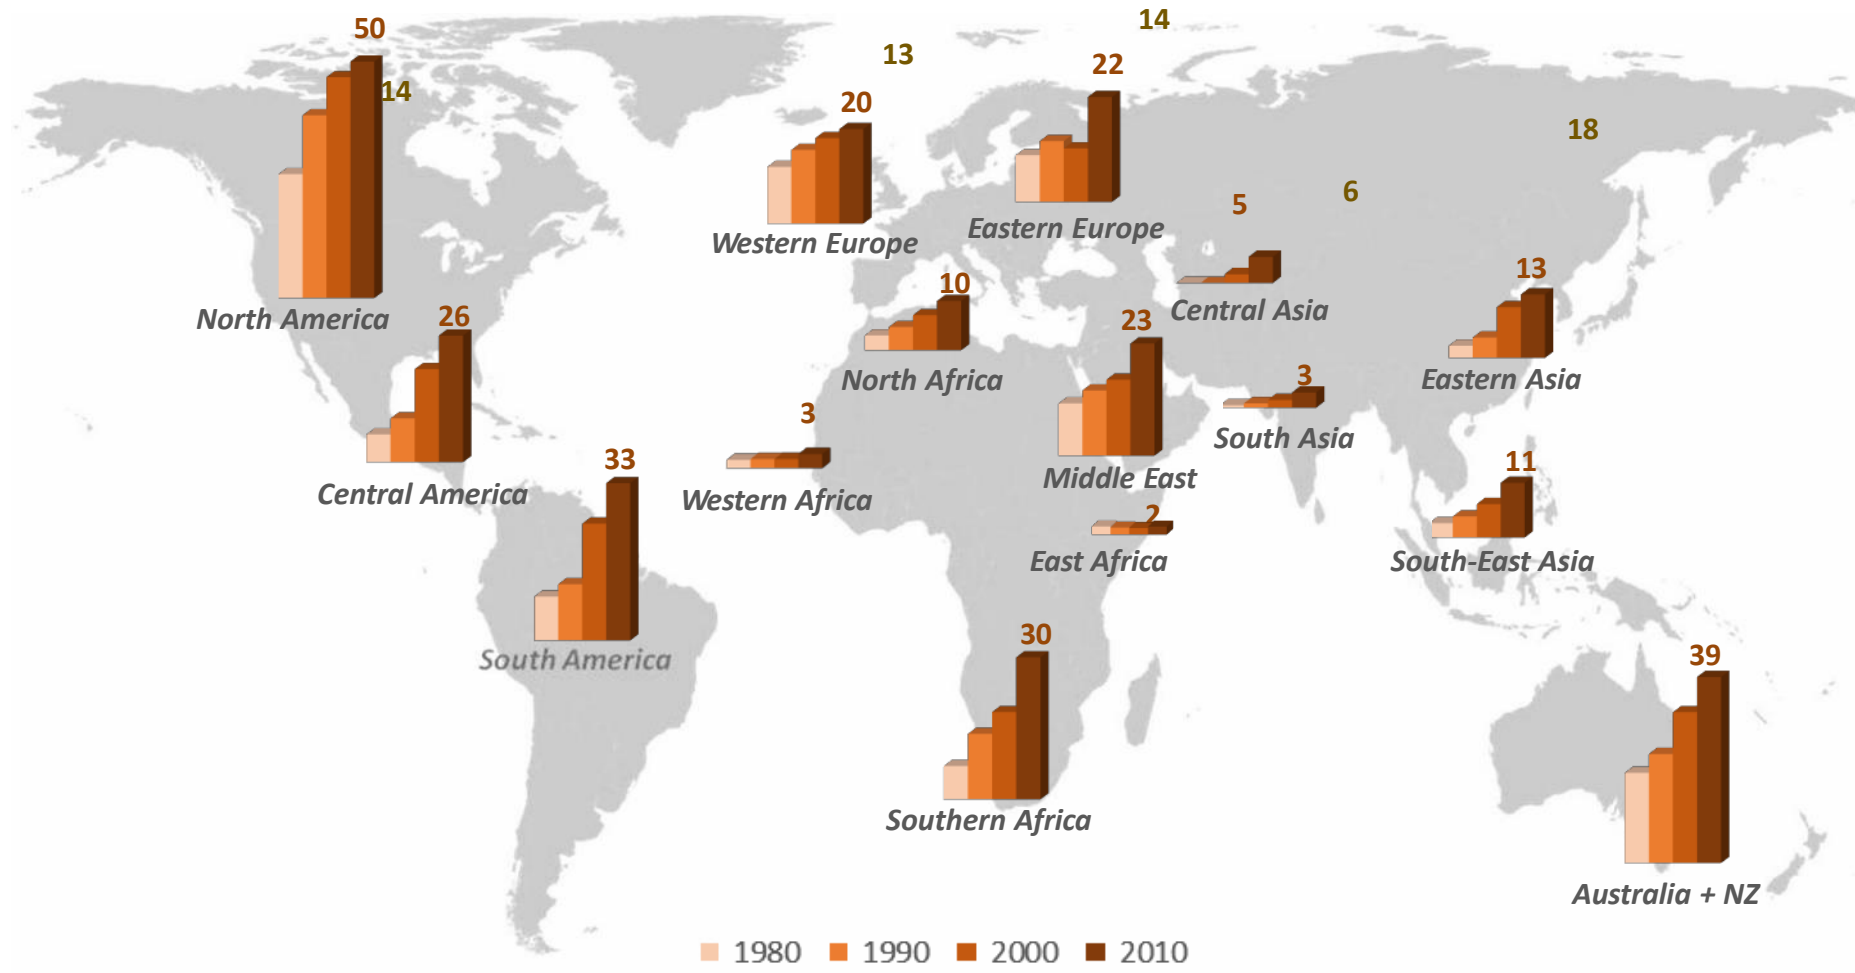 14
50
13
22
14
20
18
6
5
North America
Western Europe
Eastern Europe
13
10
Central Asia
26
23
North Africa
3
Eastern Asia
3
South Asia
Central America
33
Western Africa
Middle East
11
2
East Africa
South-East Asia
South America
30
39
Southern Africa
Australia + NZ
1980 1990 2000 2010